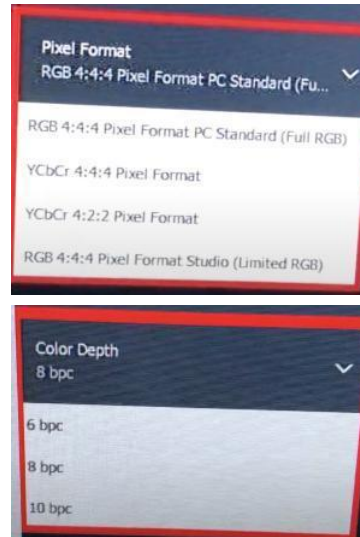 Pixel Format
RGB 4:4:4 Pixel Format PC Standard (Fu...
RGB 4:4:4 Pixel Format PC Standard (Full RGB)
YCbCr 4:4:4 Pixel Format
YCbCr 4:2:2 Pixel Format
RGB 4:4:4 Pixel Format Studio (Limited RGB)
Color Depth
8 bpc
6 bpc
8 bpc
10 bpc